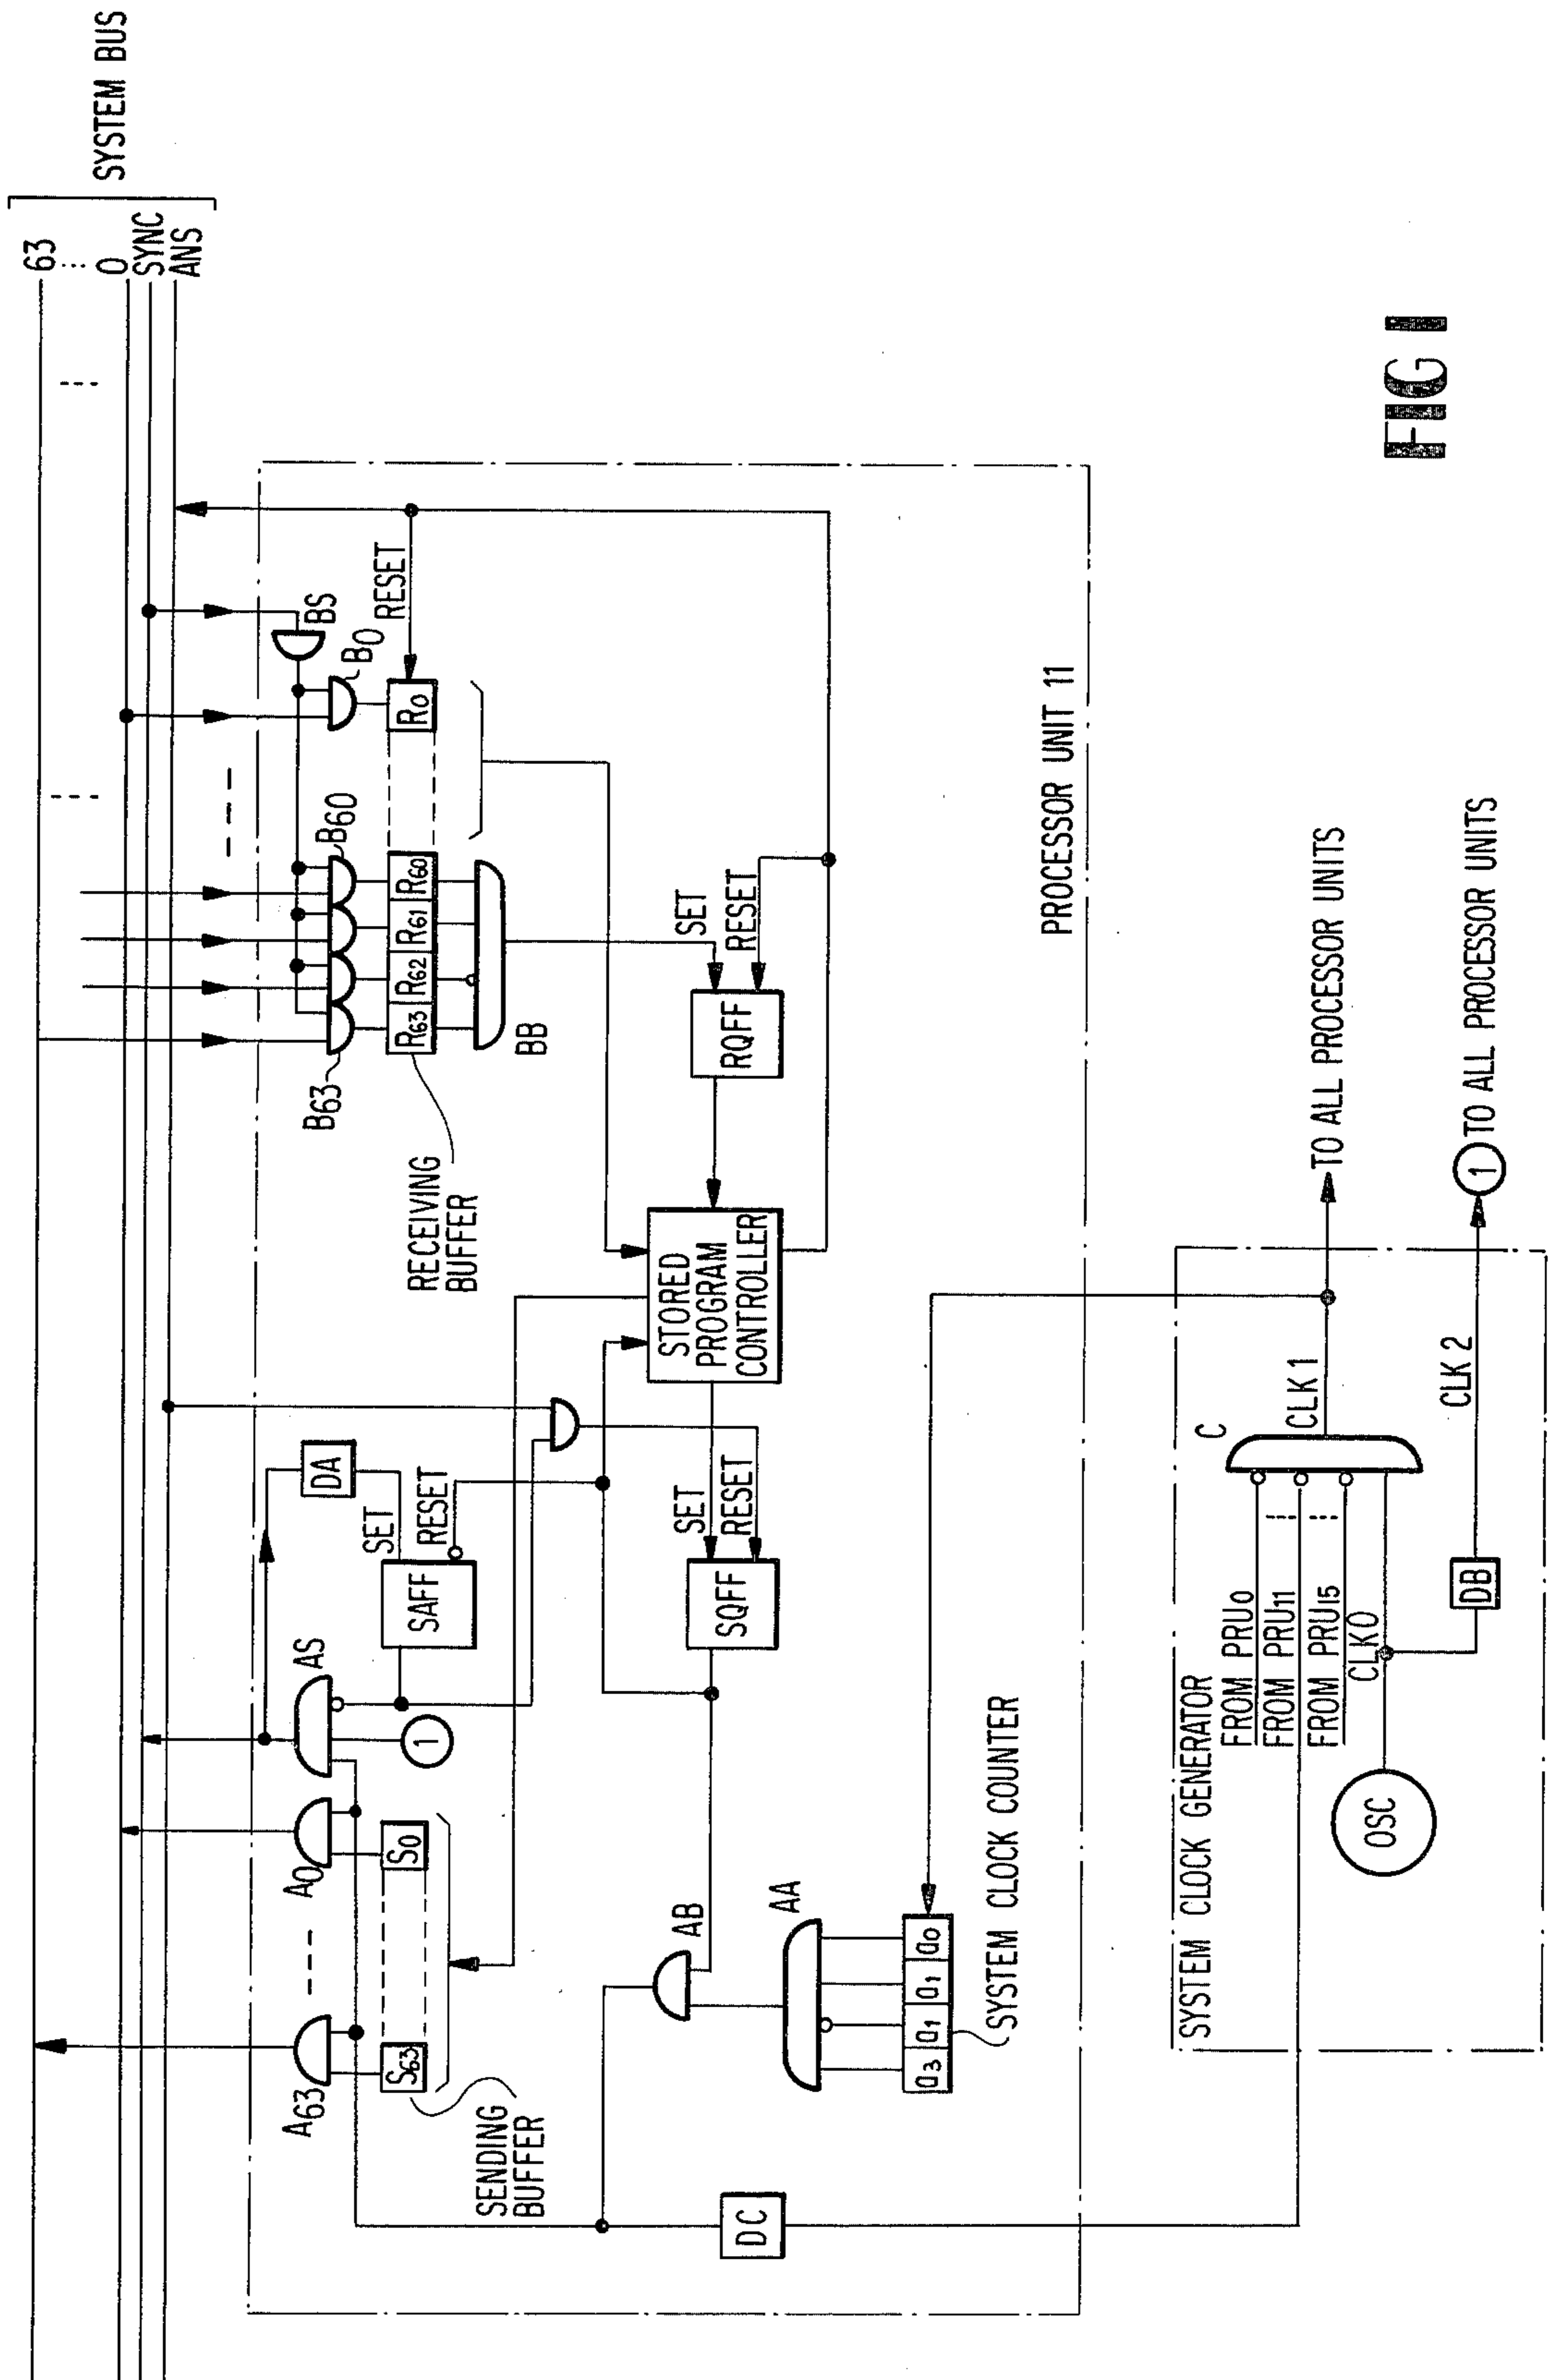 SYSTEM BUS
63
0
SYNC
ANS
A63
A0
AS
DA
BS
B63
B60
B0
SET
RESET
RESET
S63
S0
1
SAFF
R63
R62
R61
R60
R0
SENDING
BUFFER
RECEIVING
BUFFER
BB
AB
SET
RESET
SET
RESET
SQFF
STORED
PROGRAM
CONTROLLER
RQFF
DC
AA
a3
a1
a1
a0
SYSTEM CLOCK COUNTER
PROCESSOR UNIT 11
SYSTEM CLOCK GENERATOR
FROM PRU0
FROM PRU11
FROM PRU15
CLK0
C
CLK 1
TO ALL PROCESSOR UNITS
OSC
DB
CLK 2
1
TO ALL PROCESSOR UNITS
FIG 1